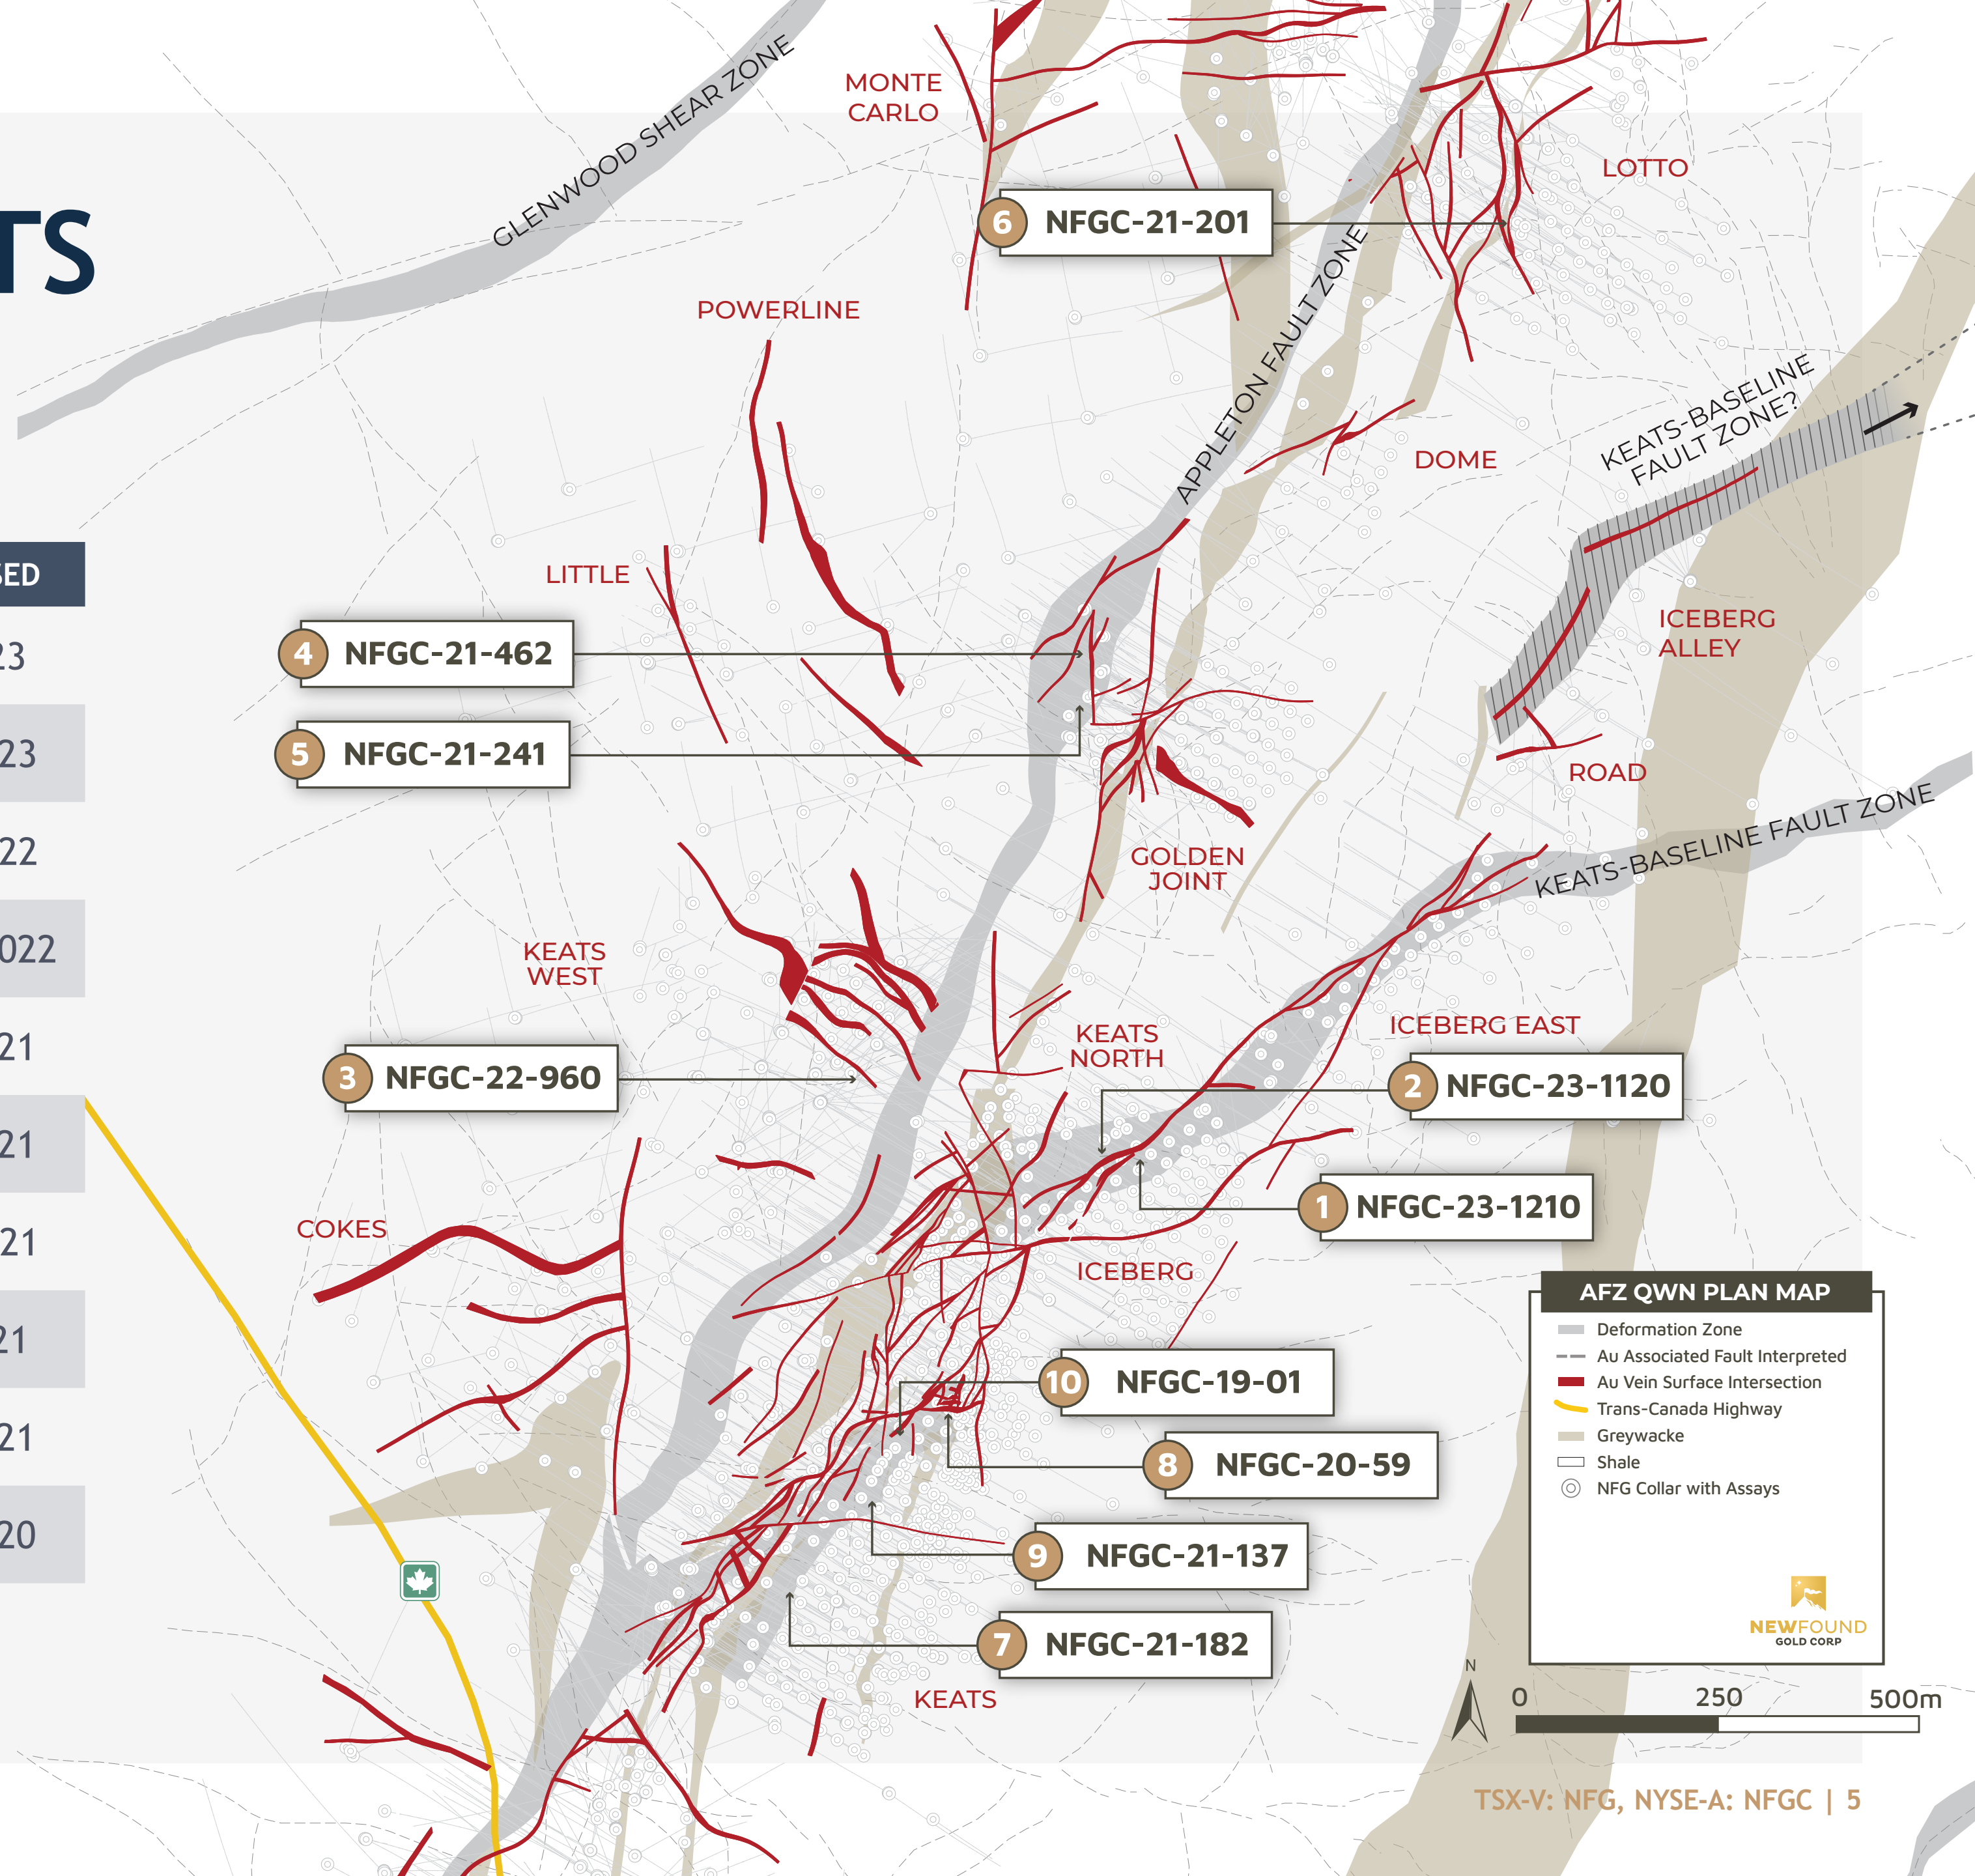 TS
SED
23
23
22
022
21
21
21
21
21
20
GLENWOOD SHEAR ZONE
MONTE
CARLO
LOTTO
6 NFGC-21-201
POWERLINE
APPLETON FAULT ZONE
DOME
KEATS-BASELINE
FAULT ZONE?
LITTLE
ICEBERG
ALLEY
4 NFGC-21-462
5 NFGC-21-241
ROAD
KEATS-BASELINE FAULT ZONE
GOLDEN
JOINT
KEATS
WEST
KEATS
NORTH
ICEBERG EAST
3 NFGC-22-960
2 NFGC-23-1120
1 NFGC-23-1210
COKES
ICEBERG
10 NFGC-19-01
8 NFGC-20-59
9 NFGC-21-137
7 NFGC-21-182
KEATS
AFZ QWN PLAN MAP
Deformation Zone
Au Associated Fault Interpreted
Au Vein Surface Intersection
Trans-Canada Highway
Greywacke
Shale
NFG Collar with Assays
NEWFOUND
GOLD CORP
N
0 250 500m
TSX-V: NFG, NYSE-A: NFGC | 5